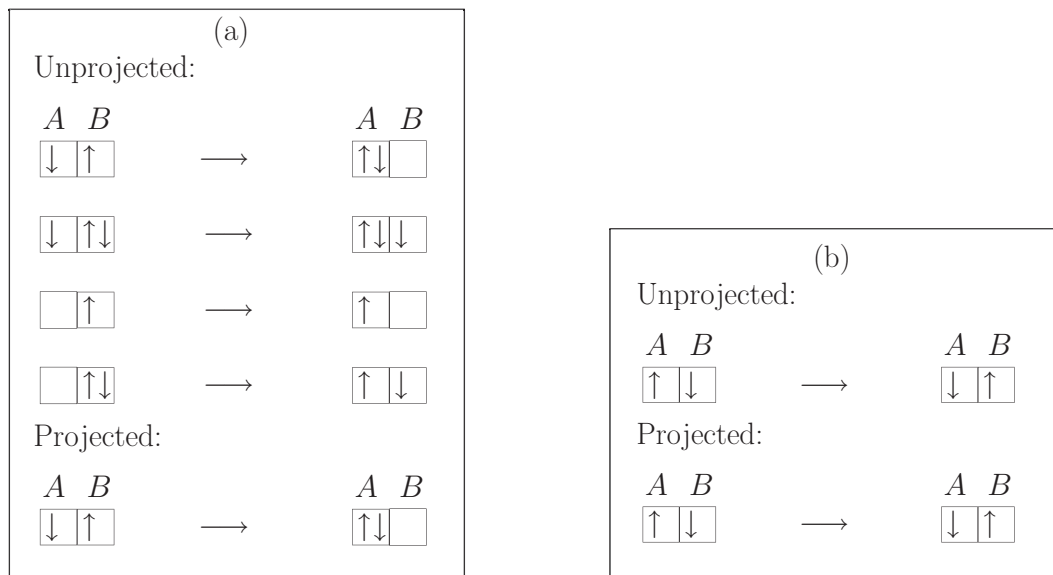 (a)
Unprojected:
A B A B
↓ ↑ ⟶ ↑↓
↓ ↑↓ ⟶ ↑↓ ↓
↑ ⟶ ↑
↑↓ ⟶ ↑ ↓
Projected:
A B A B
↓ ↑ ⟶ ↑↓
(b)
Unprojected:
A B A B
↑ ↓ ⟶ ↓ ↑
Projected:
A B A B
↑ ↓ ⟶ ↓ ↑